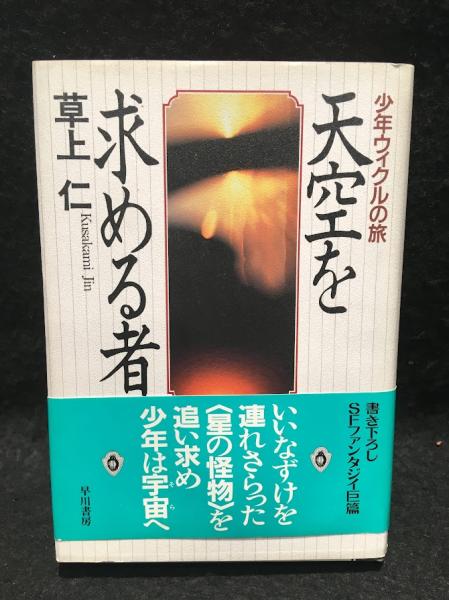 少年ウイクルの旅
天空を
求める者
草上 仁
Kusakami Jin
書き下ろし
SFファンタジイ巨篇
いいなずけを
連れさらった
〈星の怪物〉を
追い求め
少年は宇宙へ
そら
早川書房